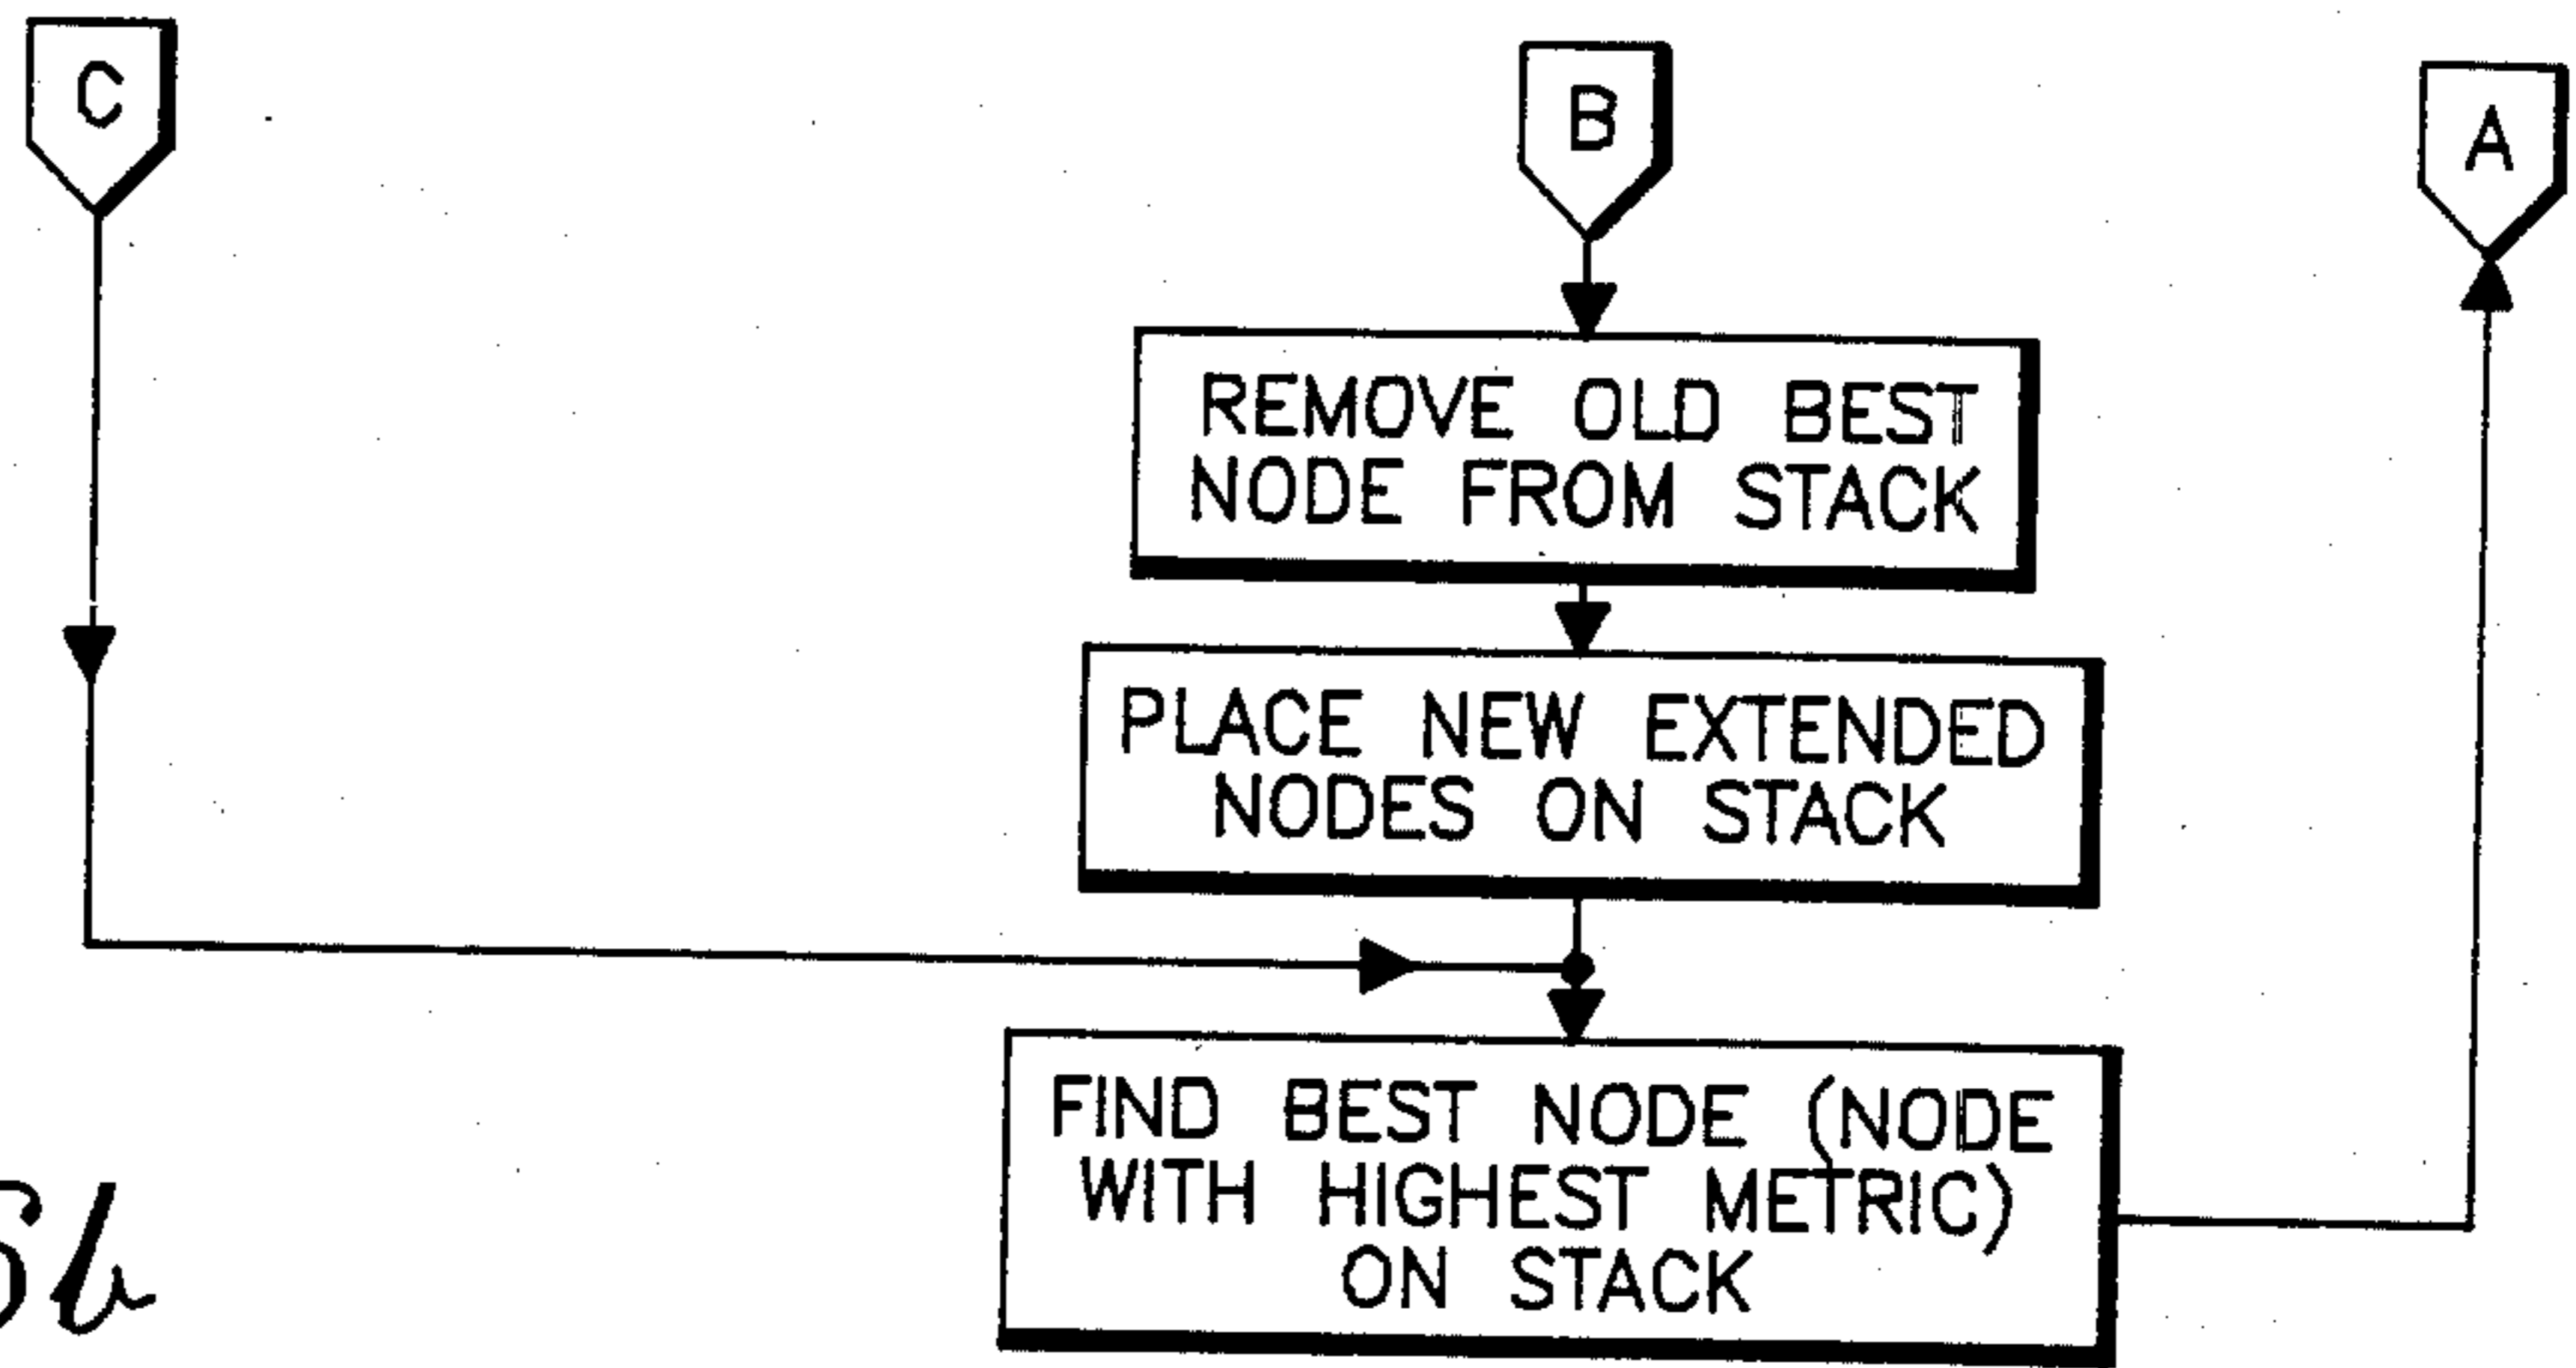 C
B
A
REMOVE OLD BEST
NODE FROM STACK
PLACE NEW EXTENDED
NODES ON STACK
FIND BEST NODE (NODE
WITH HIGHEST METRIC)
ON STACK